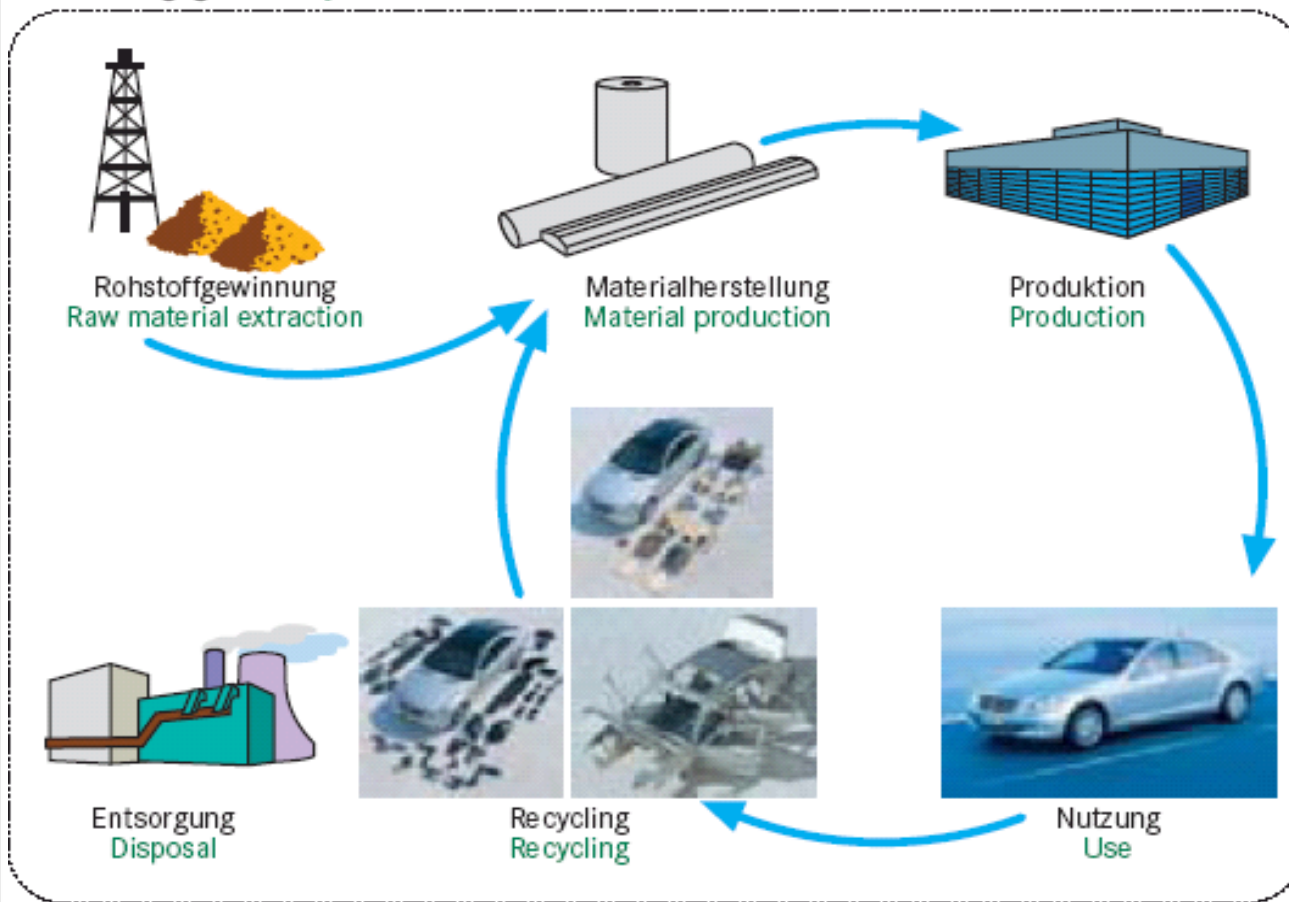 Rohstoffgewinnung
Raw material extraction
Materialherstellung
Material production
Produktion
Production
Entsorgung
Disposal
Recycling
Recycling
Nutzung
Use